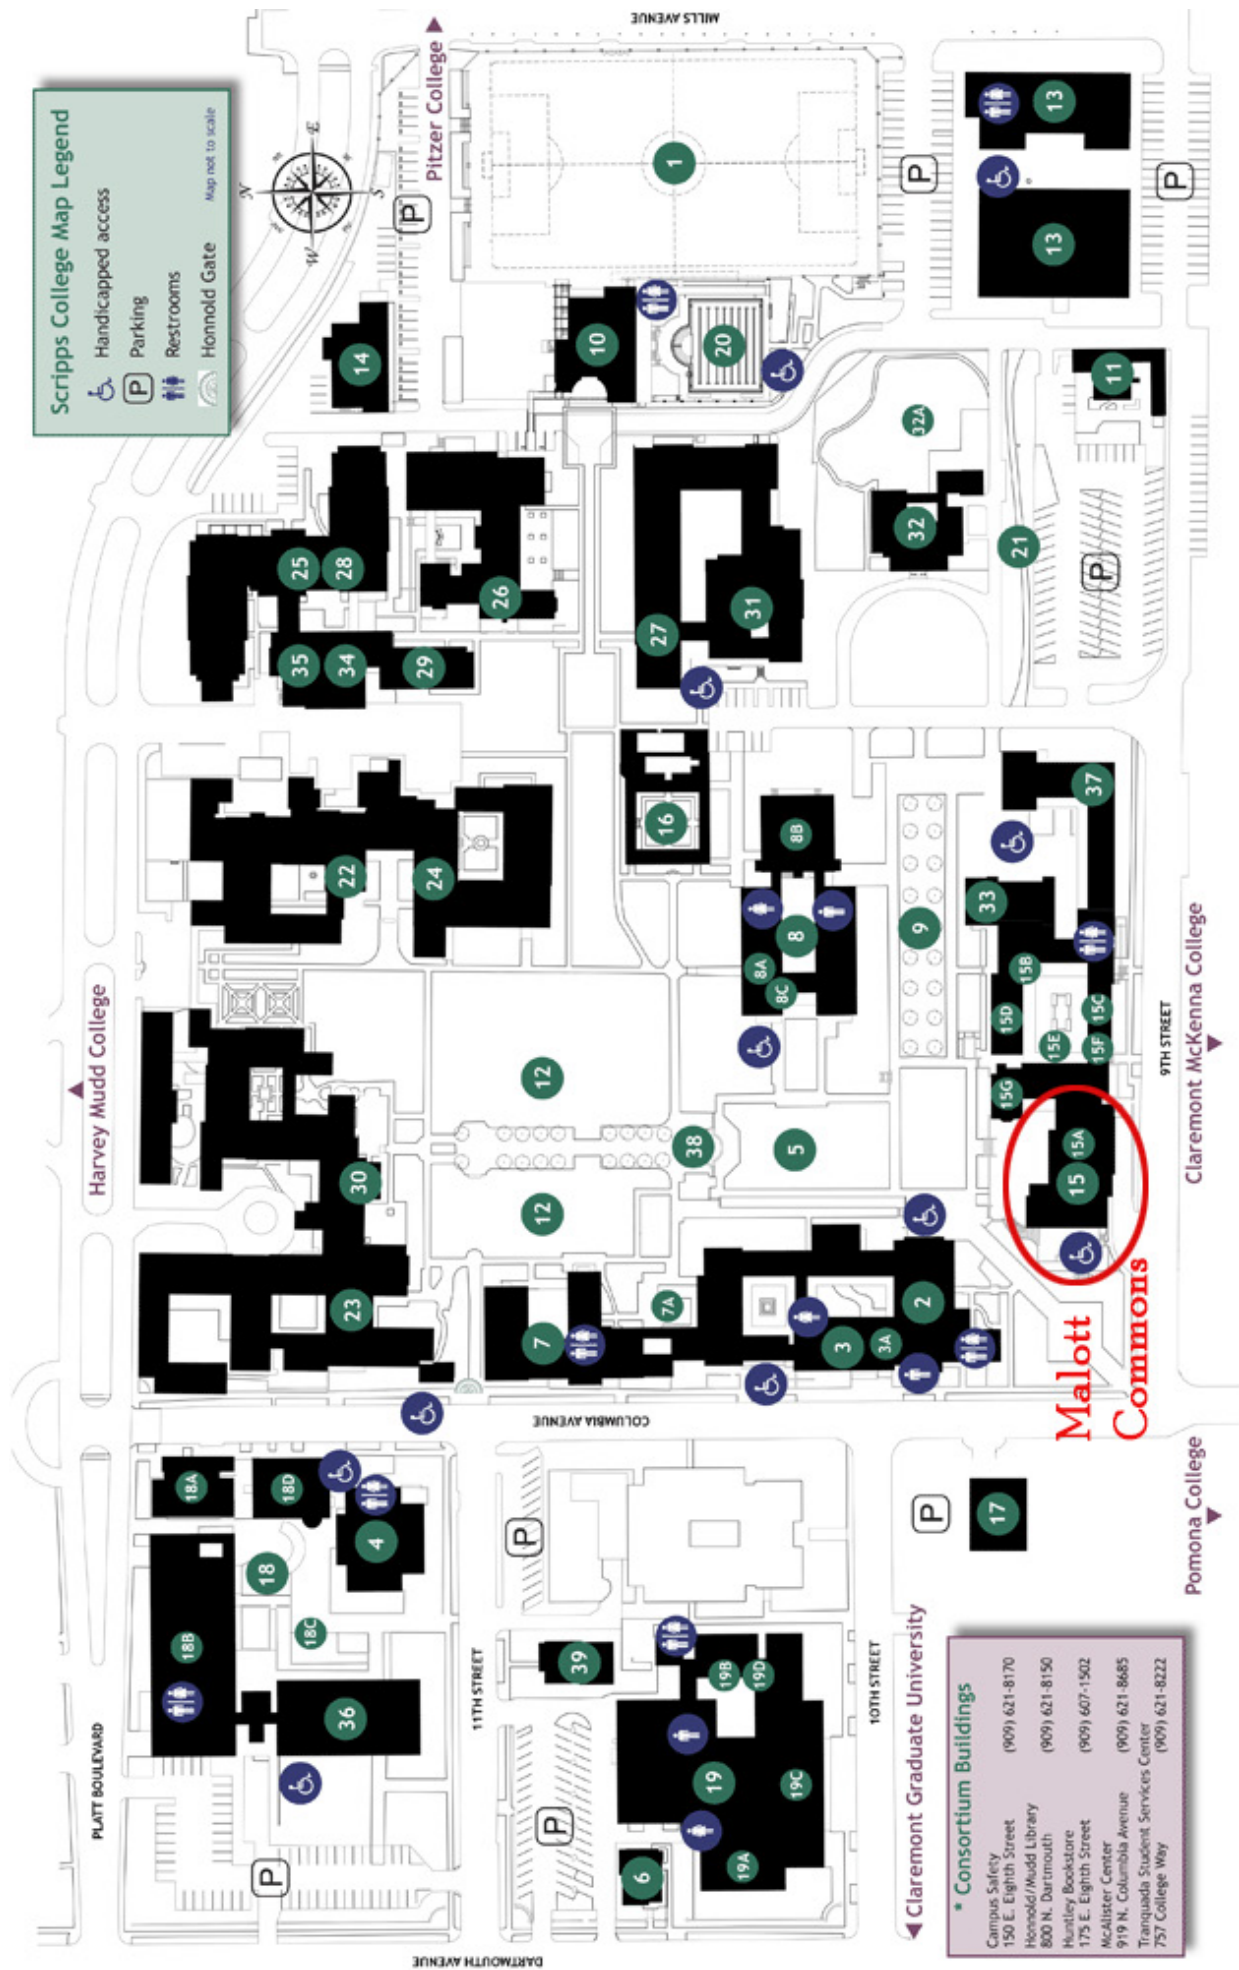 Scripps College Map Legend
Handicapped access
P
Parking
Restrooms
Honnold Gate
Map not to scale
N
E
S
W
MILLS AVENUE
Pitzer College
P
1
P
P
13
13
14
10
20
11
32A
32
21
P
25
28
26
35
34
29
27
31
22
24
16
8B
8
8A
8C
9
37
33
15B
15D
15C
15E
15F
15G
15A
15
Harvey Mudd College
12
12
38
5
30
23
7
7A
3
3A
2
9TH STREET
Claremont McKenna College
Malott
Commons
COLUMBIA AVENUE
18A
18D
4
18
18C
18B
36
P
P
17
39
19B
19D
19
19C
19A
6
P
P
PLATT BOULEVARD
11TH STREET
10TH STREET
DARTMOUTH AVENUE
Pomona College
Claremont Graduate University
* Consortium Buildings
Campus Safety
150 E. Eighth Street (909) 621-8170
Honnold/Mudd Library
800 N. Dartmouth (909) 621-8150
Huntley Bookstore
175 E. Eighth Street (909) 607-1502
McAlister Center
919 N. Columbia Avenue (909) 621-8685
Tranquada Student Services Center
757 College Way (909) 621-8222